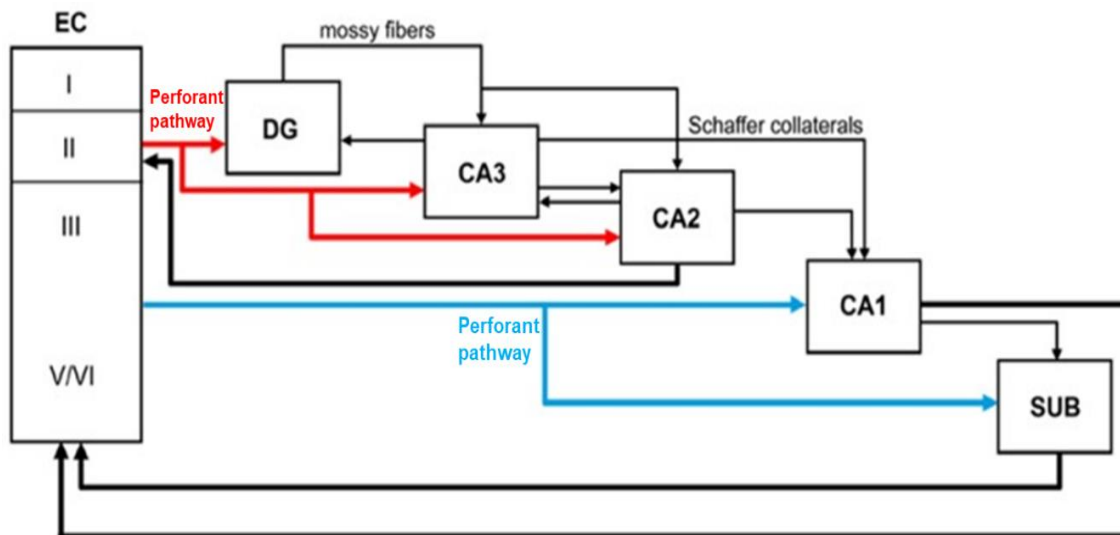 EC
I
II
III
V/VI
Perforant
pathway
mossy fibers
DG
CA3
Schaffer collaterals
CA2
CA1
Perforant
pathway
SUB